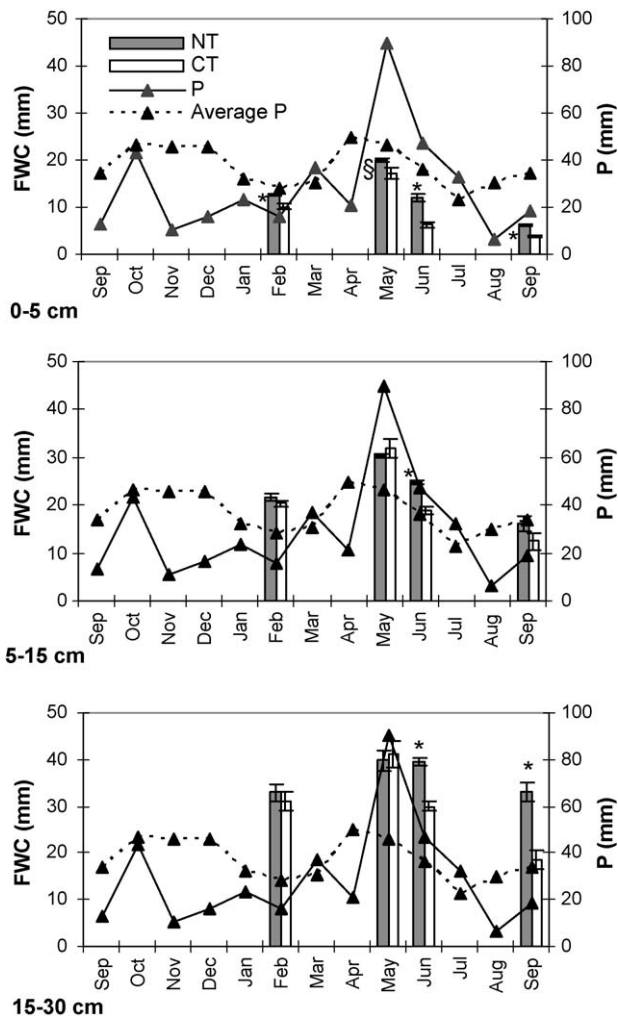 50
40
30
20
10
0
FWC (mm)
NT
CT
P
Average P
*
§
*
*
100
80
60
40
20
0
P (mm)
Sep
Oct
Nov
Dec
Jan
Feb
Mar
Apr
May
Jun
Jul
Aug
Sep
0-5 cm
50
40
30
20
10
0
FWC (mm)
*
100
80
60
40
20
0
P (mm)
Sep
Oct
Nov
Dec
Jan
Feb
Mar
Apr
May
Jun
Jul
Aug
Sep
5-15 cm
50
40
30
20
10
0
FWC (mm)
*
*
100
80
60
40
20
0
P (mm)
Sep
Oct
Nov
Dec
Jan
Feb
Mar
Apr
May
Jun
Jul
Aug
Sep
15-30 cm